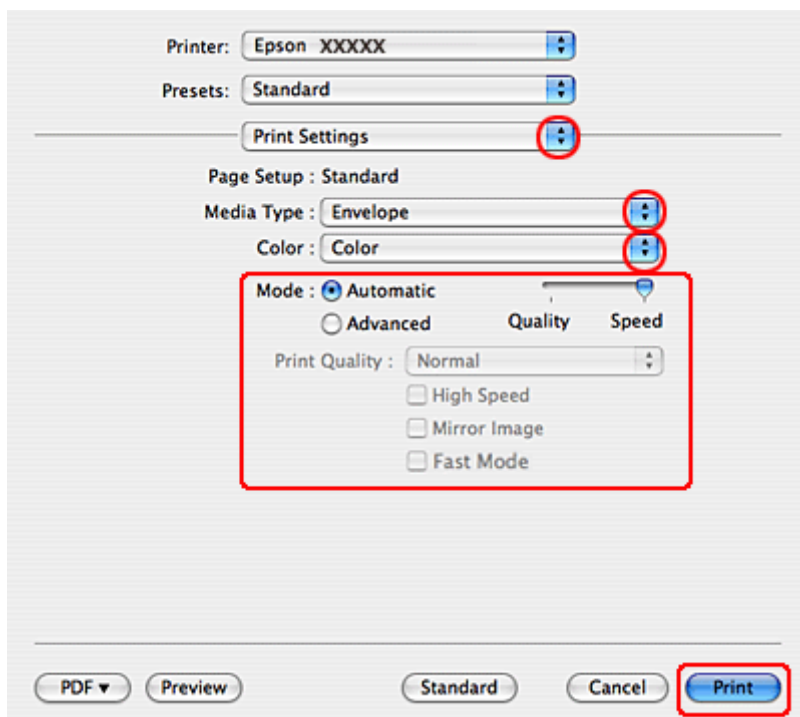 Printer: Epson XXXXX
Presets: Standard
Print Settings
Page Setup : Standard
Media Type : Envelope
Color : Color
Mode : Automatic
Advanced Quality Speed
Print Quality : Normal
High Speed
Mirror Image
Fast Mode
PDF ▼ Preview Standard Cancel Print